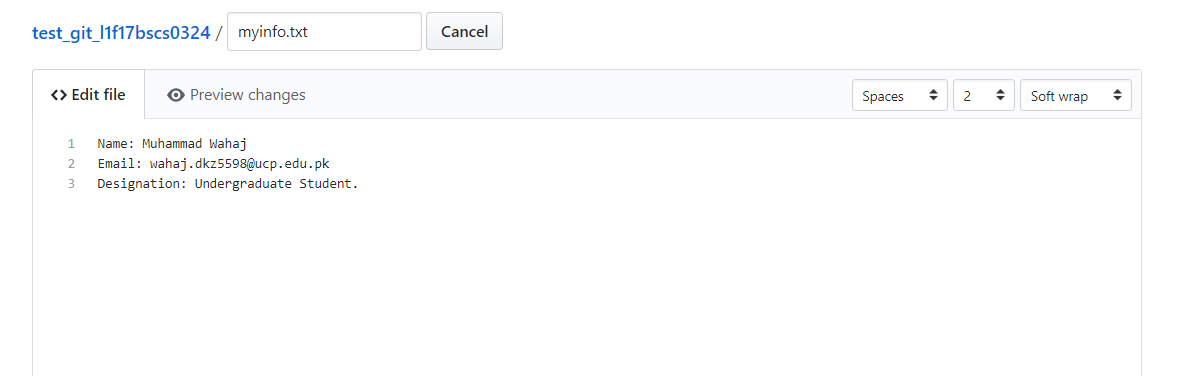 test_git_l1f17bscs0324 / myinfo.txt Cancel
Edit file Preview changes Spaces 2 Soft wrap
1 Name: Muhammad Wahaj
2 Email: wahaj.dkz5598@ucp.edu.pk
3 Designation: Undergraduate Student.